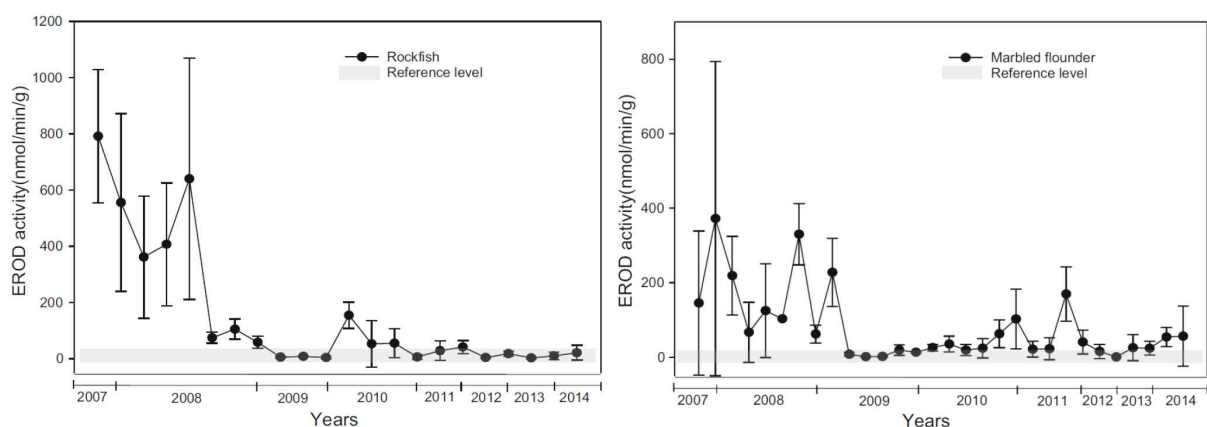 1200
1000
800
600
400
200
0
EROD activity(nmol/min/g)
Rockfish
Reference level
2007 2008 2009 2010 2011 2012 2013 2014
Years
800
600
400
200
0
EROD activity(nmol/min/g)
Marbled flounder
Reference level
2007 2008 2009 2010 2011 2012 2013 2014
Years